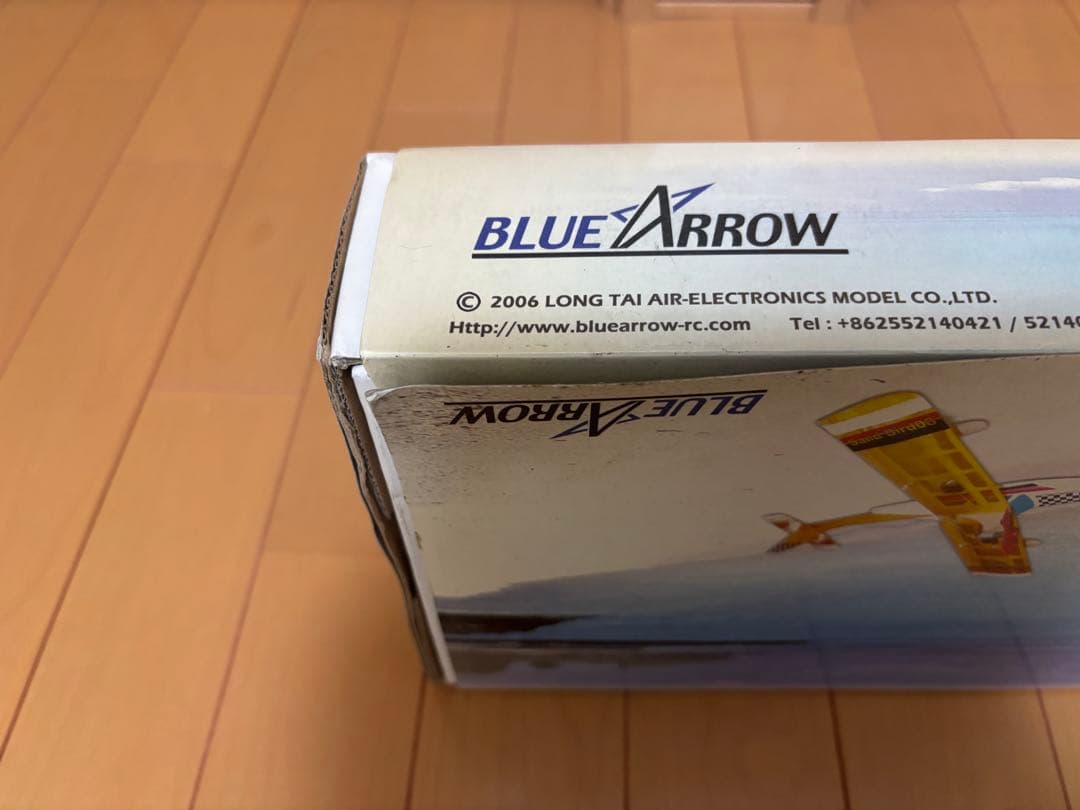 BLUE ARROW
© 2006 LONG TAI AIR-ELECTRONICS MODEL CO.,LTD.
Http://www.bluearrow-rc.com Tel : +862552140421 / 5214
BLUE ARROW